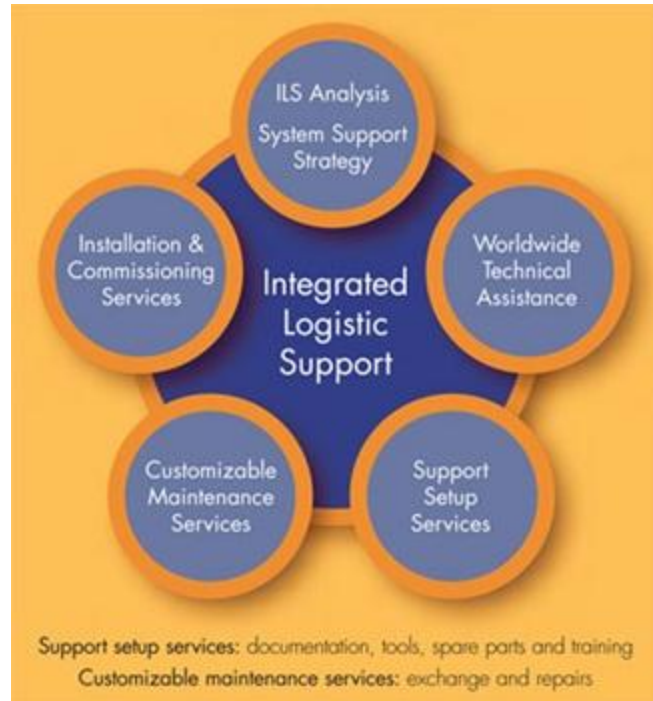 ILS Analysis
System Support
Strategy
Installation &
Commissioning
Services
Integrated
Logistic
Support
Worldwide
Technical
Assistance
Customizable
Maintenance
Services
Support
Setup
Services
Support setup services: documentation, tools, spare parts and training
Customizable maintenance services: exchange and repairs